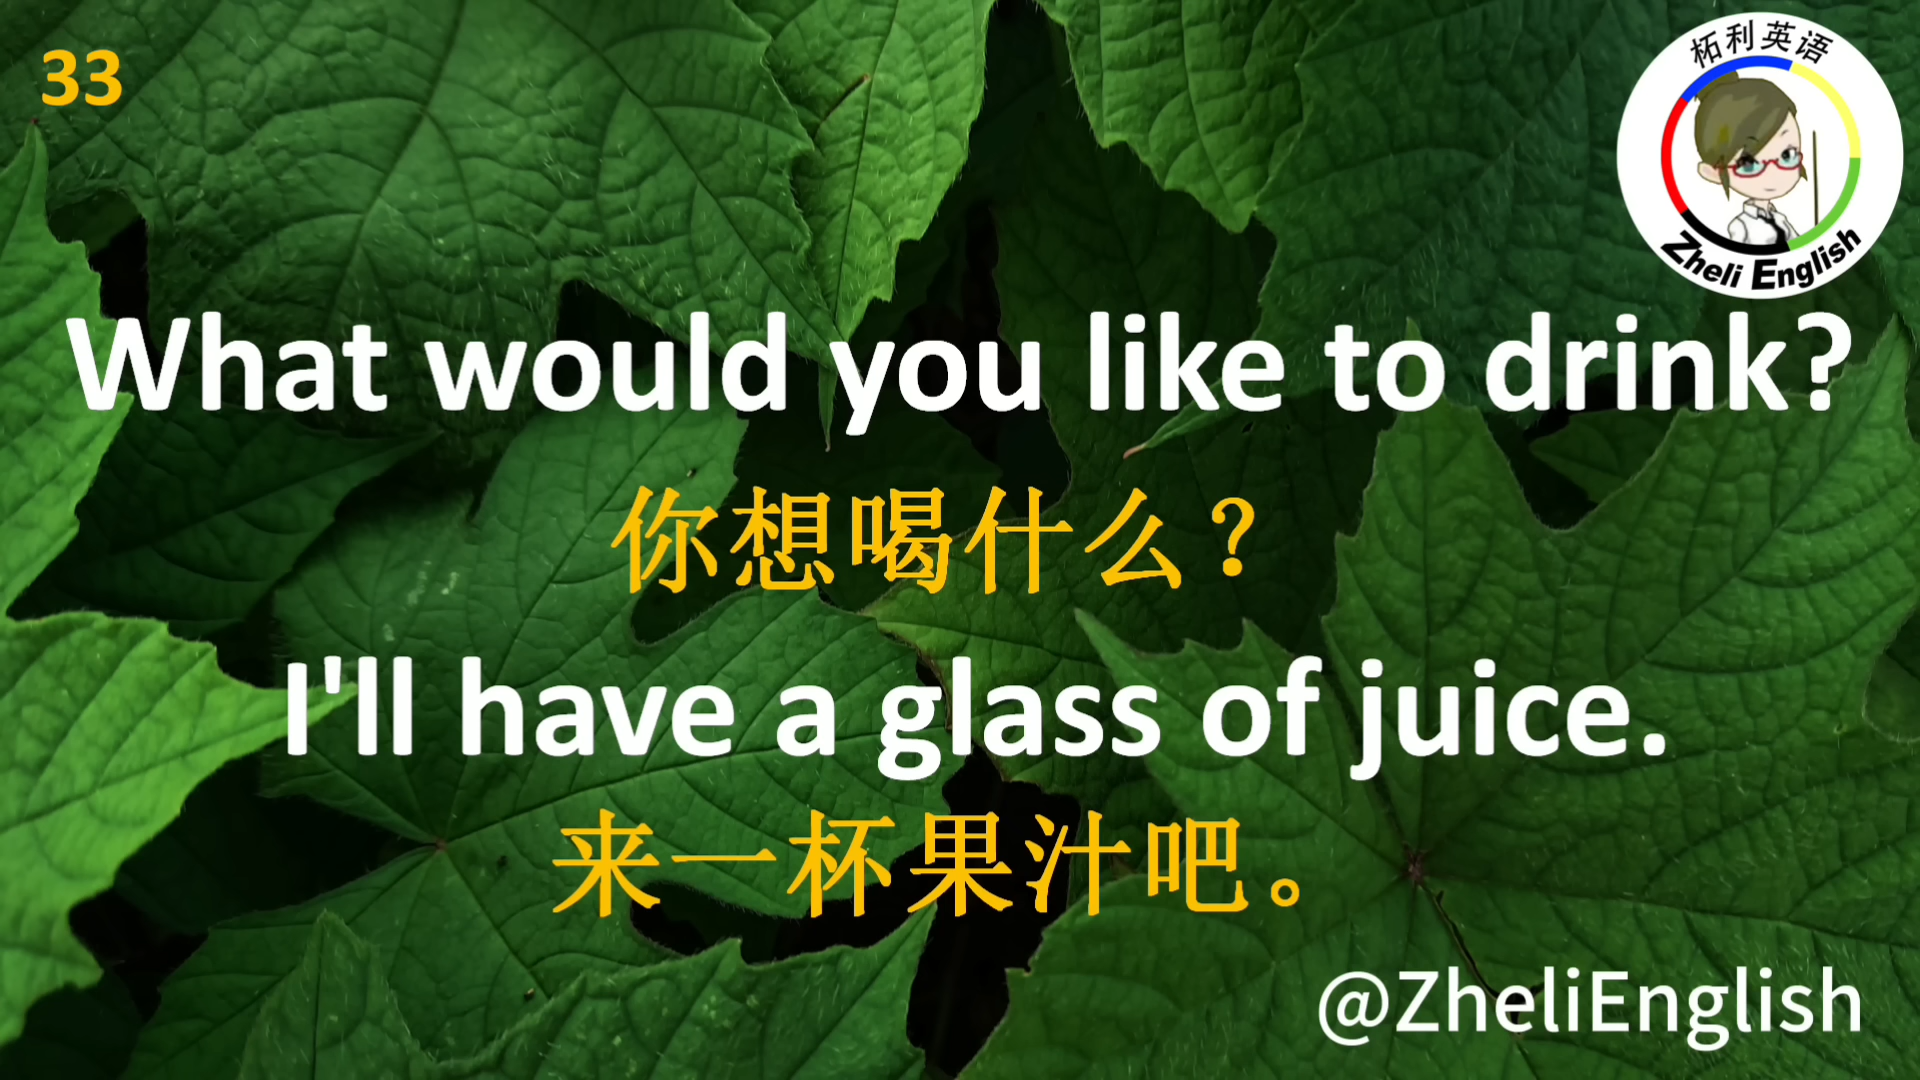 33
柘利英语
Zheli English
What would you like to drink?
你想喝什么？
I'll have a glass of juice.
来一杯果汁吧。
@ZheliEnglish